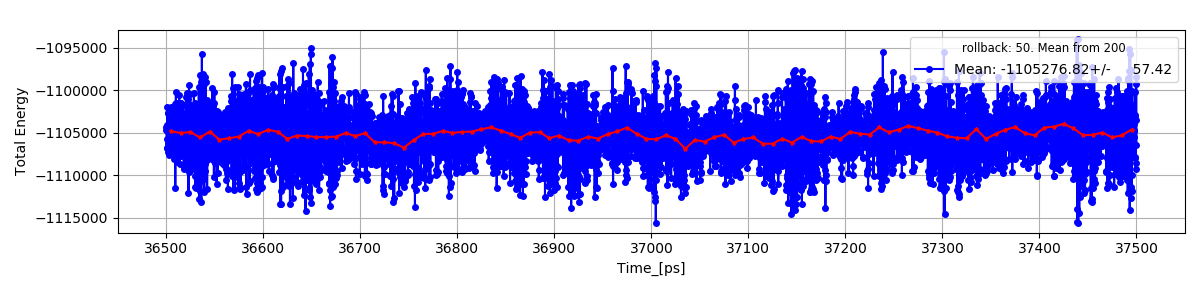 rollback: 50. Mean from 200
Mean: -1105276.82+/- 57.42
Total Energy
−1095000
−1100000
−1105000
−1110000
−1115000
36500 36600 36700 36800 36900 37000 37100 37200 37300 37400 37500
Time_[ps]